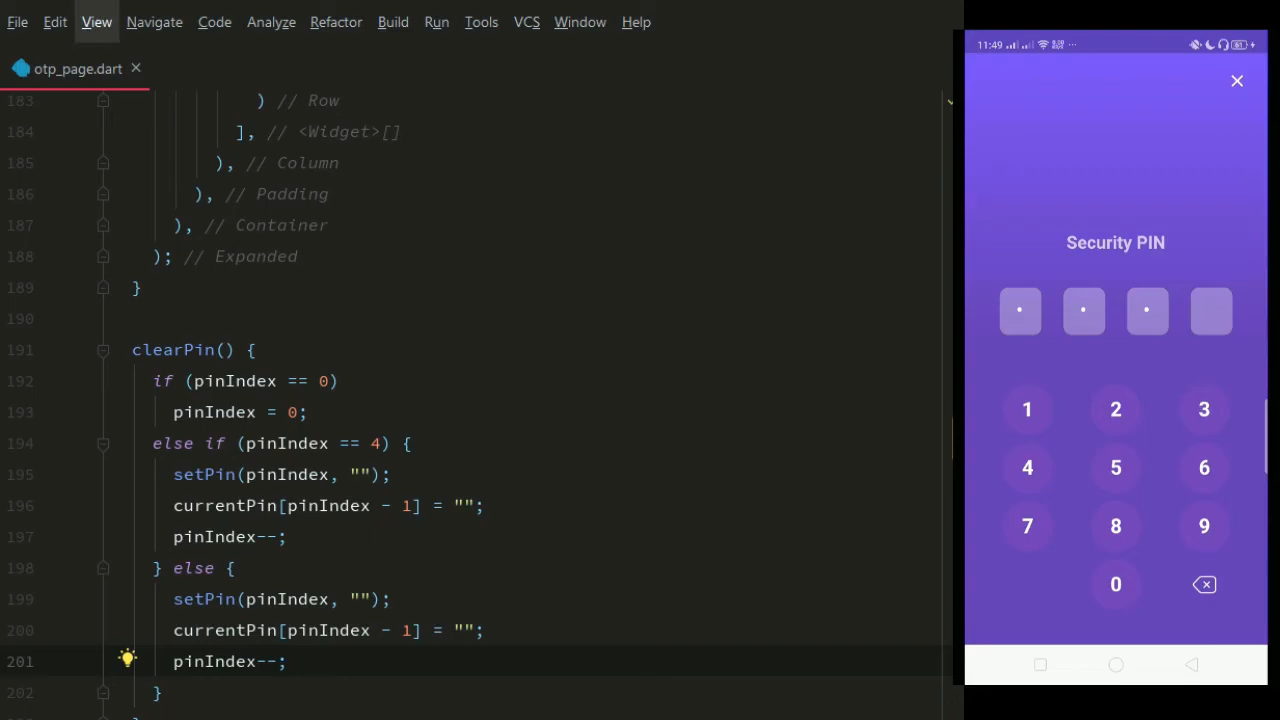 File Edit View Navigate Code Analyze Refactor Build Run Tools VCS Window Help
otp_page.dart
183 ) // Row
184 ], // <Widget>[]
185 ), // Column
186 ), // Padding
187 ), // Container
188 ); // Expanded
189 }
190
191 clearPin() {
192 if (pinIndex == 0)
193 pinIndex = 0;
194 else if (pinIndex == 4) {
195 setPin(pinIndex, "");
196 currentPin[pinIndex - 1] = "";
197 pinIndex--;
198 } else {
199 setPin(pinIndex, "");
200 currentPin[pinIndex - 1] = "";
201 pinIndex--;
202 }
11:49
Security PIN
1 2 3
4 5 6
7 8 9
0